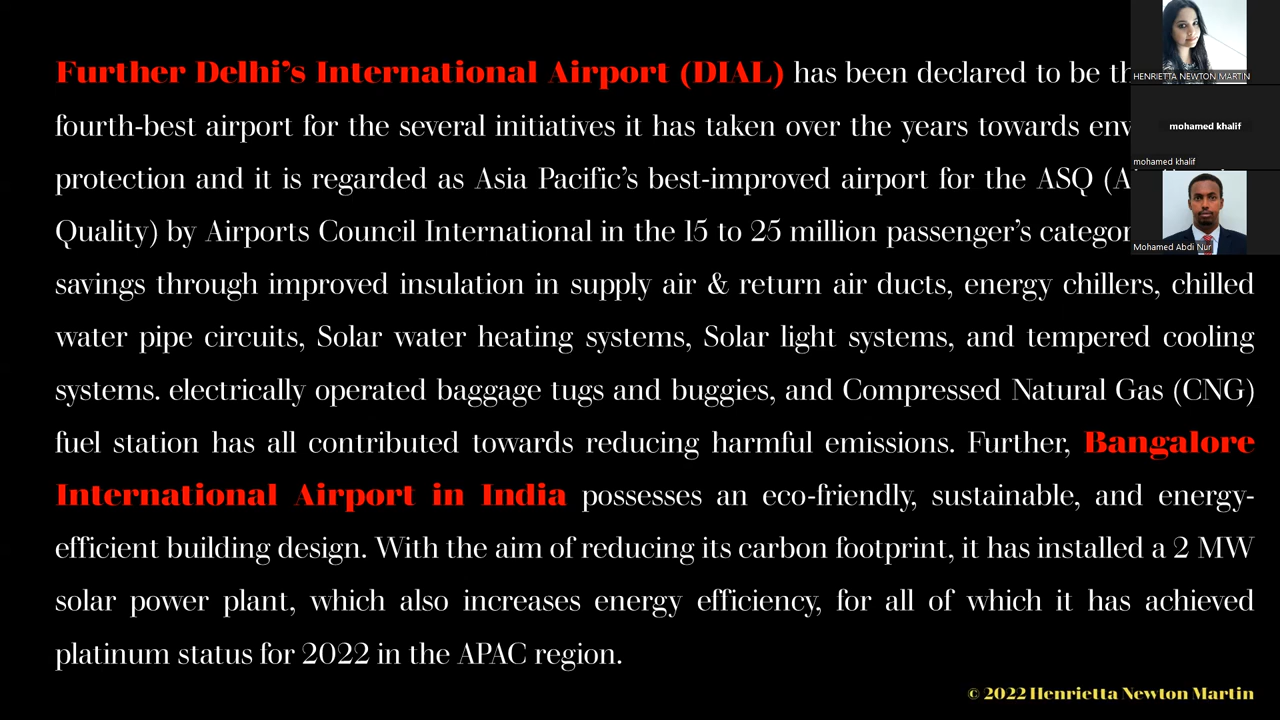 Further Delhi's International Airport (DIAL) has been declared to be
fourth-best airport for the several initiatives it has taken over the years towards
protection and it is regarded as Asia Pacific's best-improved airport for the ASQ
Quality) by Airports Council International in the 15 to 25 million passenger's
savings through improved insulation in supply air & return air ducts, energy chillers, chilled
water pipe circuits, Solar water heating systems, Solar light systems, and tempered cooling
systems. electrically operated baggage tugs and buggies, and Compressed Natural Gas (CNG)
fuel station has all contributed towards reducing harmful emissions. Further, Bangalore
International Airport in India possesses an eco-friendly, sustainable, and energy-
efficient building design. With the aim of reducing its carbon footprint, it has installed a 2 MW
solar power plant, which also increases energy efficiency, for all of which it has achieved
platinum status for 2022 in the APAC region.
© 2022 Henrietta Newton Martin
HENRIETTA NEWTON MARTIN
mohamed khalif
mohamed khalif
Mohamed Abdi Nur